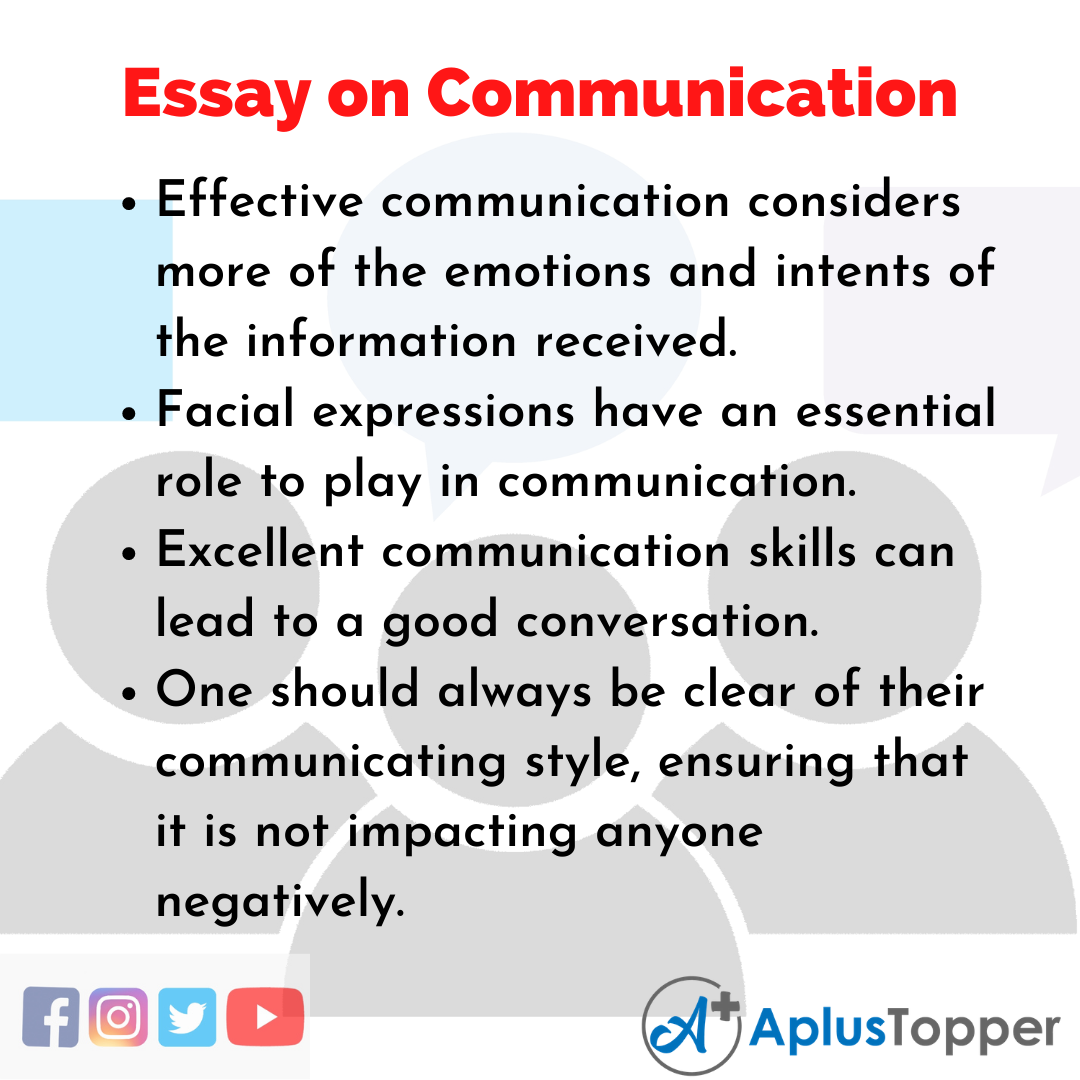 Essay on Communication
• Effective communication considers
more of the emotions and intents of
the information received.
• Facial expressions have an essential
role to play in communication.
• Excellent communication skills can
lead to a good conversation.
• One should always be clear of their
communicating style, ensuring that
it is not impacting anyone
negatively.
A+ AplusTopper